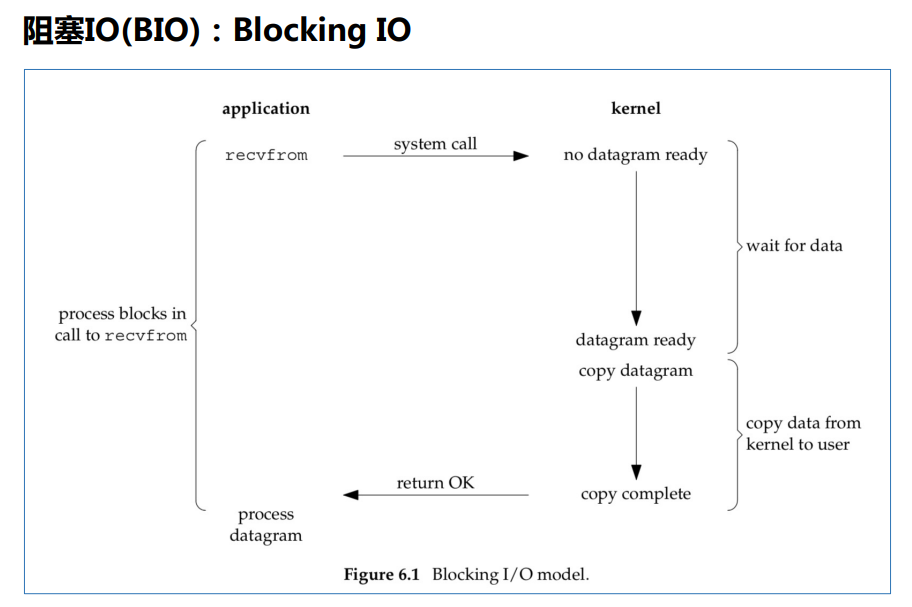 阻塞IO(BIO)：Blocking IO
application
kernel
recvfrom
system call
no datagram ready
wait for data
process blocks in
call to recvfrom
datagram ready
copy datagram
copy data from
kernel to user
return OK
copy complete
process
datagram
Figure 6.1 Blocking I/O model.